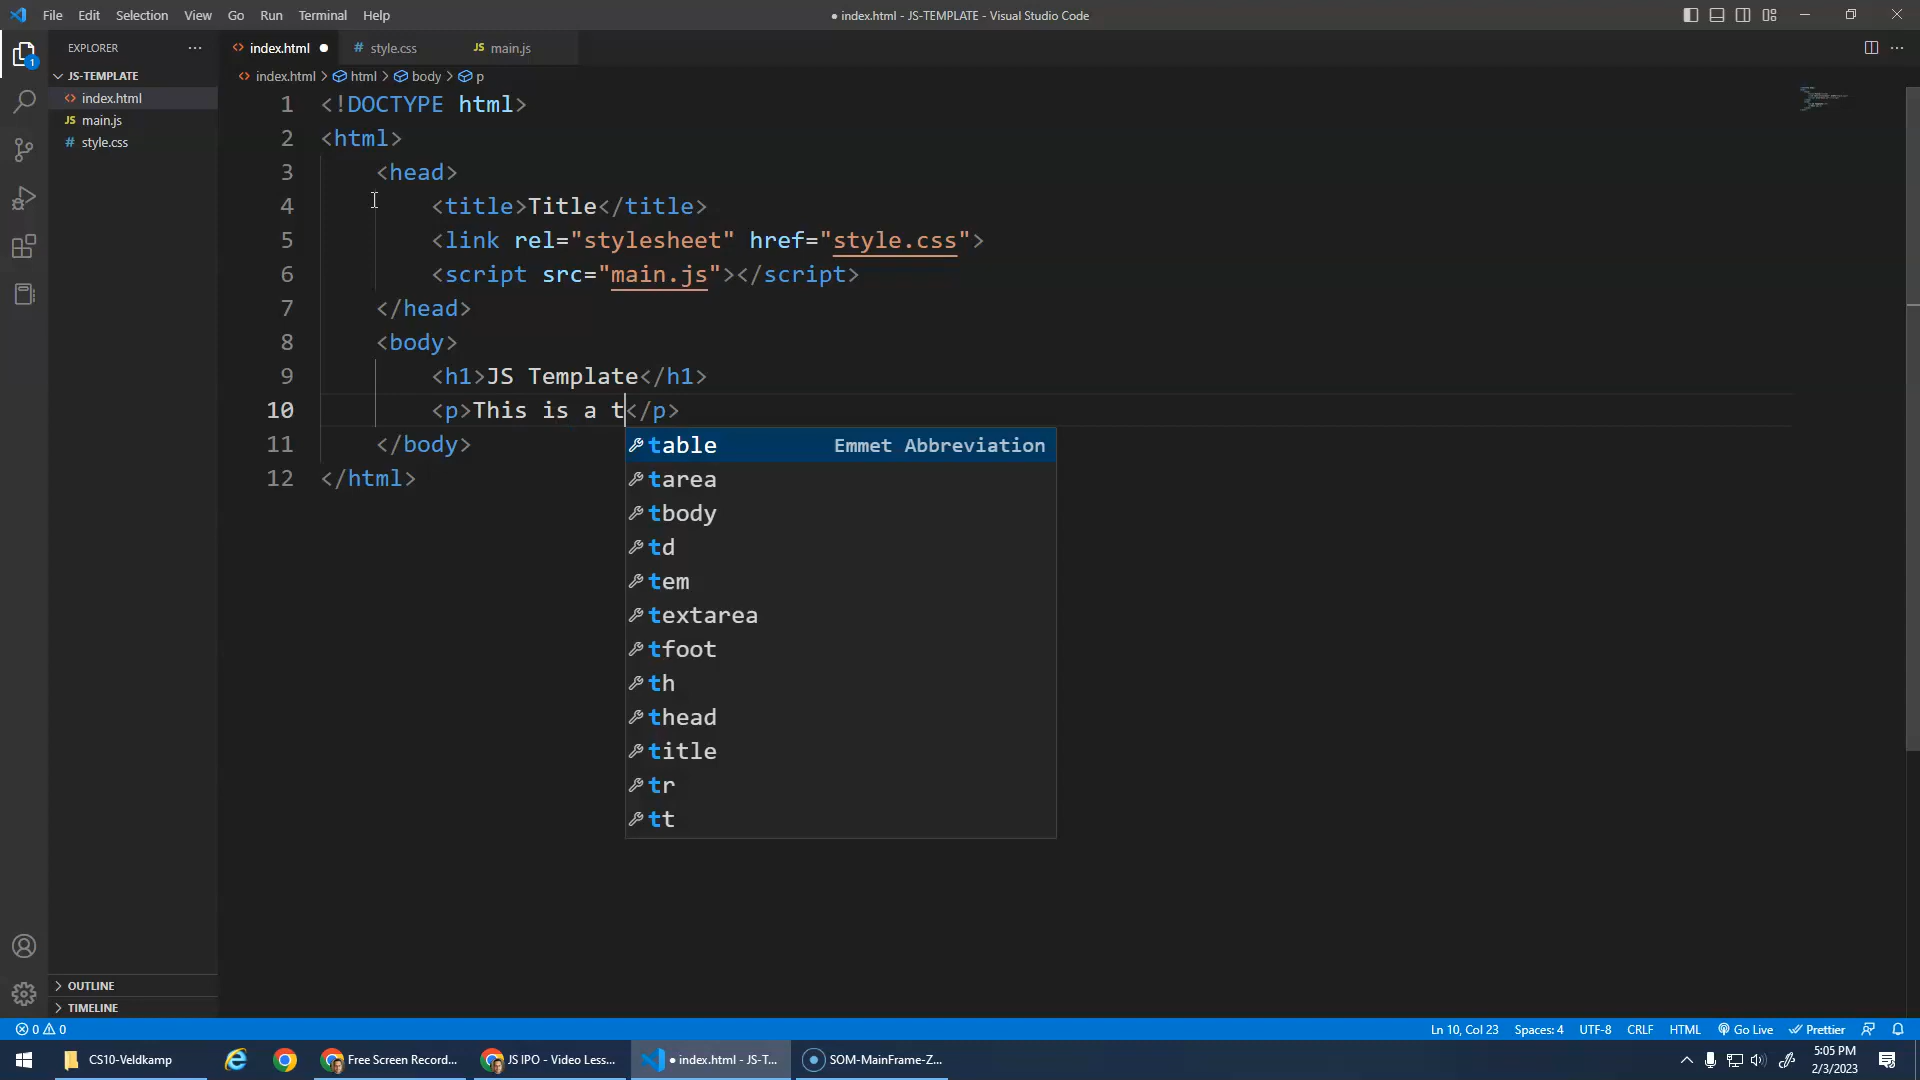 File Edit Selection View Go Run Terminal Help
● index.html - JS-TEMPLATE - Visual Studio Code
EXPLORER ···
1
JS-TEMPLATE
index.html
JS main.js
# style.css
OUTLINE
TIMELINE
<> index.html ● # style.css JS main.js
<> index.html > html > body > p
1 <!DOCTYPE html>
2 <html>
3 <head>
4 <title>Title</title>
5 <link rel="stylesheet" href="style.css">
6 <script src="main.js"></script>
7 </head>
8 <body>
9 <h1>JS Template</h1>
10 <p>This is a t</p>
11 </body>
12 </html>
table Emmet Abbreviation
tarea
tbody
td
tem
textarea
tfoot
th
thead
title
tr
tt
0 0 Ln 10, Col 23 Spaces: 4 UTF-8 CRLF HTML Go Live Prettier
CS10-Veldkamp Free Screen Record... JS IPO - Video Less... ● index.html - JS-T... SOM-MainFrame-Z...
5:05 PM
2/3/2023